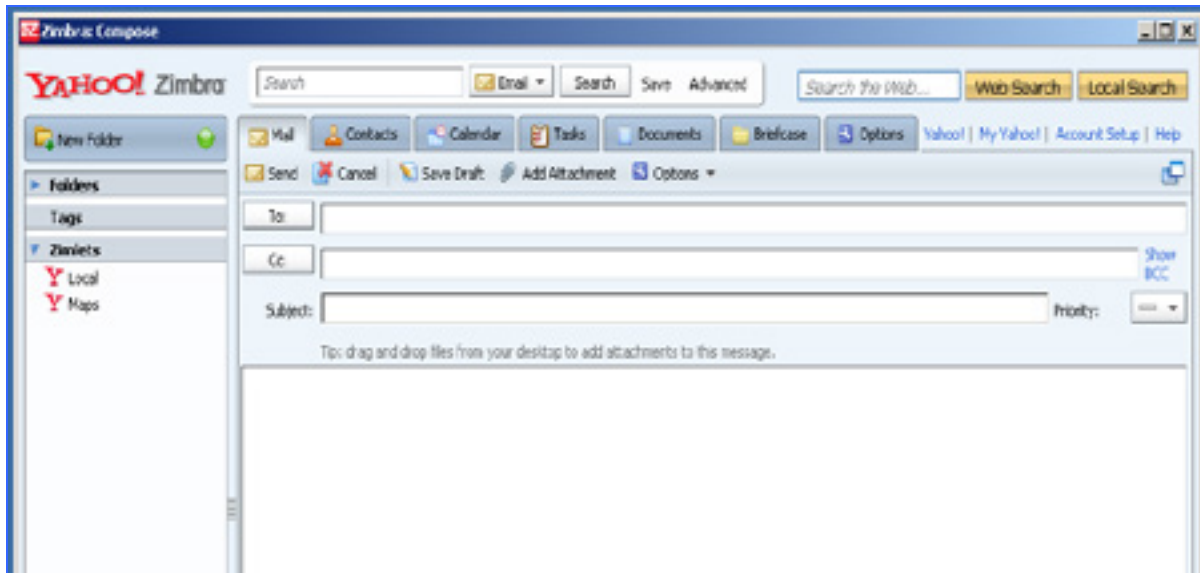 Zimbra: Compose
YAHOO! Zimbra
Search Email Search Save Advanced Search the Web... Web Search Local Search
New Folder Mail Contacts Calendar Tasks Documents Briefcase Options Yahoo! | My Yahoo! | Account Setup | Help
Send Cancel Save Draft Add Attachment Options
Folders
Tags
Zimlets
Local
Maps
To:
Cc:
Show
BCC
Subject: Priority:
Tip: drag and drop files from your desktop to add attachments to this message.